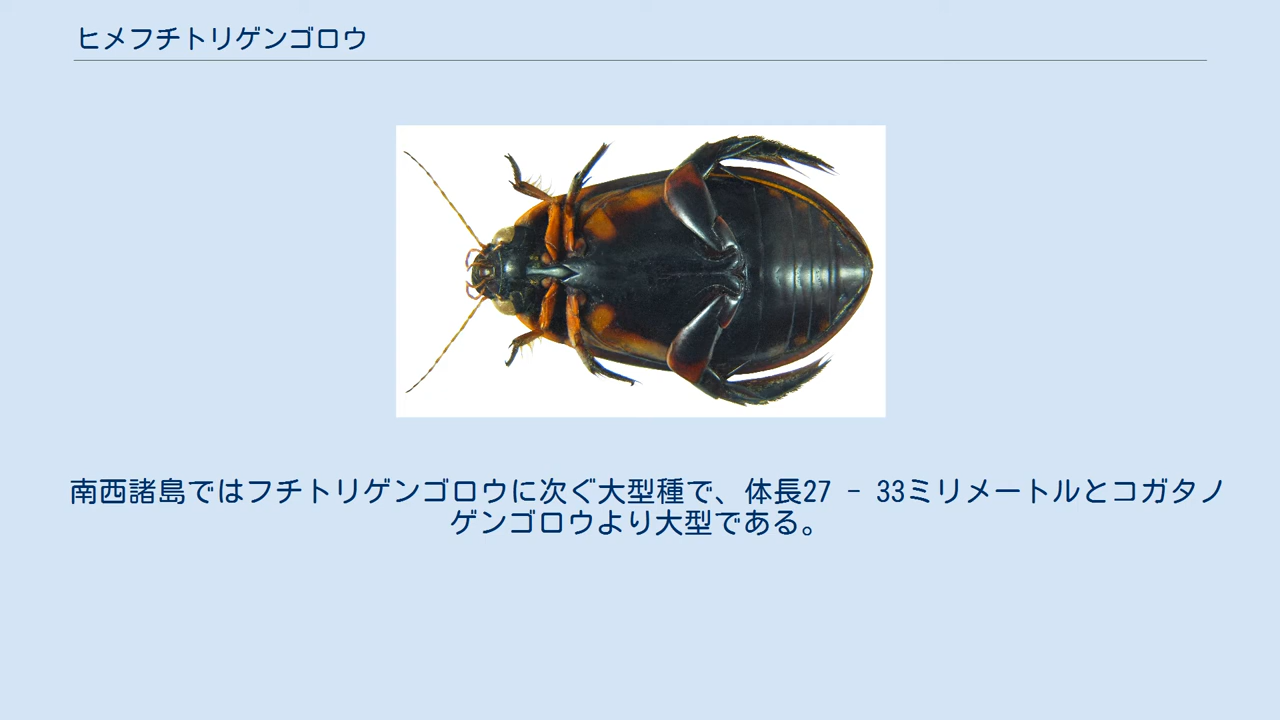 ヒメフチトリゲンゴロウ
南西諸島ではフチトリゲンゴロウに次ぐ大型種で、体長27 - 33ミリメートルとコガタノ
ゲンゴロウより大型である。